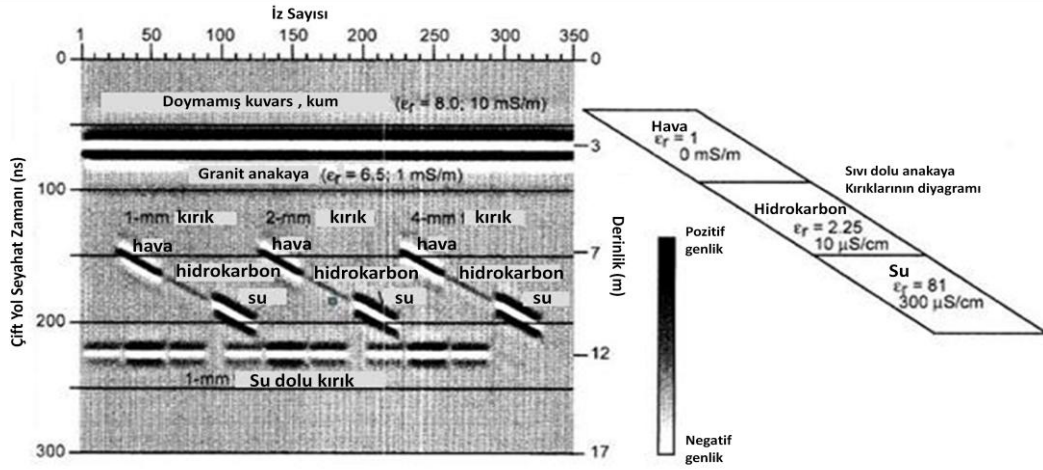 İz Sayısı
1 50 100 150 200 250 300 350
Çift Yol Seyahat Zamanı (ns)
0
100
200
300
Doymamış kuvars , kum (εr = 8.0; 10 mS/m)
Granit anakaya (εr = 6.5; 1 mS/m)
1-mm kırık 2-mm kırık 4-mm kırık
hava hava hava
hidrokarbon hidrokarbon hidrokarbon
su su su
1-mm Su dolu kırık
0
3
7
12
17
Derinlik (m)
Pozitif
genlik
Negatif
genlik
Hava
εr = 1
0 mS/m
Sıvı dolu anakaya
Kırıklarının diyagramı
Hidrokarbon
εr = 2.25
10 µS/cm
Su
εr = 81
300 µS/cm